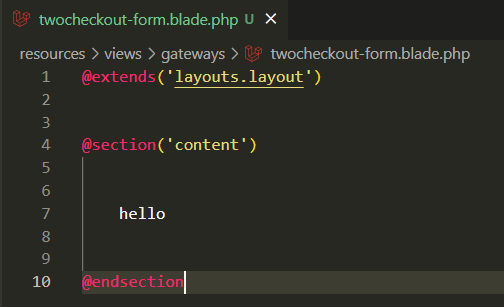 twocheckout-form.blade.php U ×
resources > views > gateways > twocheckout-form.blade.php
1 @extends('layouts.layout')
2
3
4 @section('content')
5
6
7 hello
8
9
10 @endsection